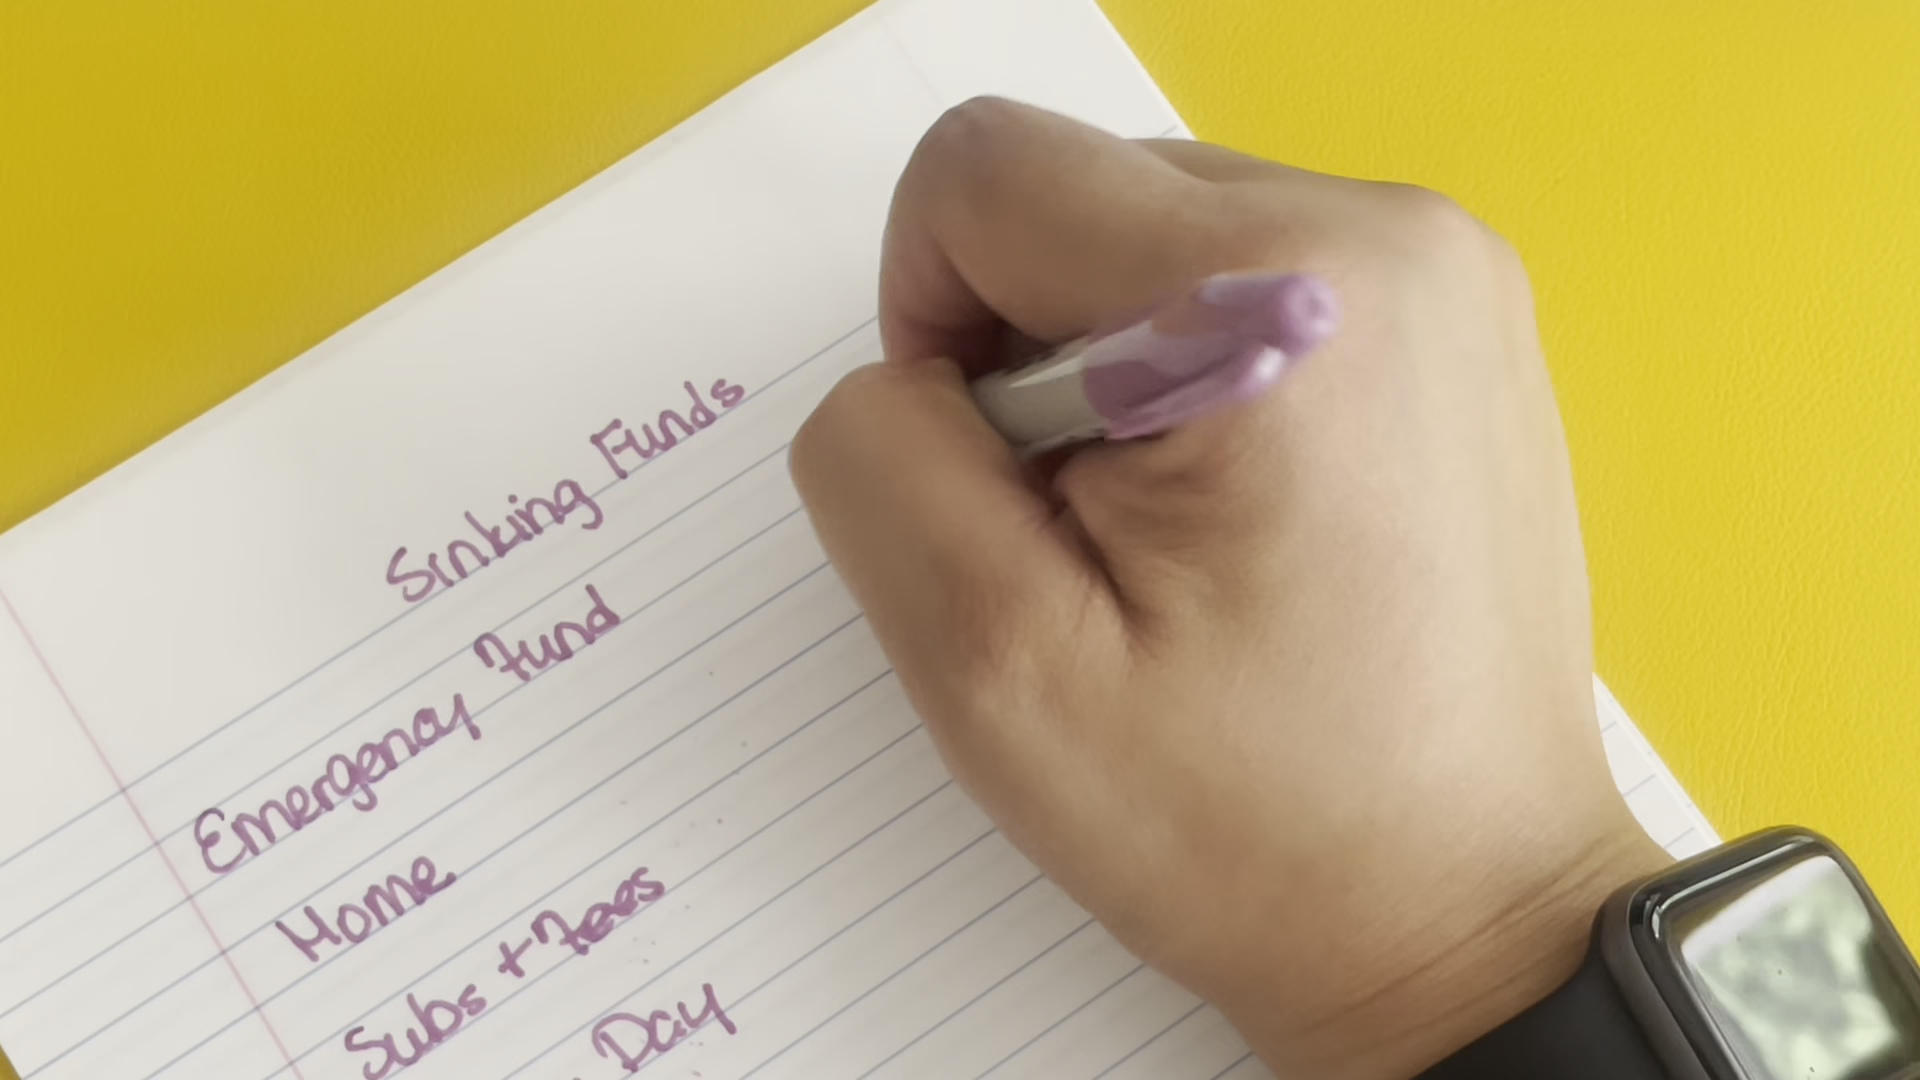 Sinking Funds
Emergency Fund
Home
Subs + Fees
Day